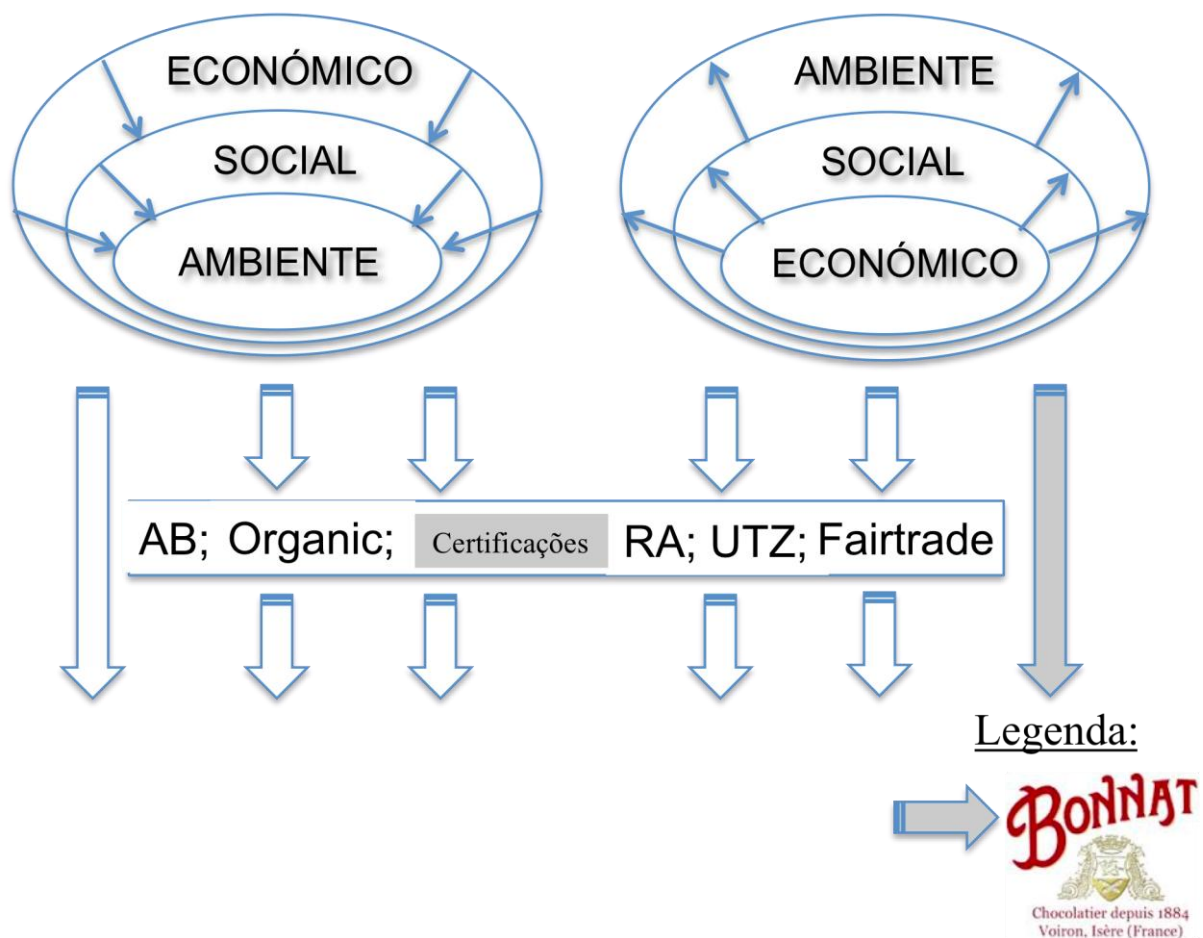 ECONÓMICO
SOCIAL
AMBIENTE
AMBIENTE
SOCIAL
ECONÓMICO
AB; Organic; Certificações RA; UTZ; Fairtrade
Legenda:
BONNAT
Chocolatier depuis 1884
Voiron, Isère (France)